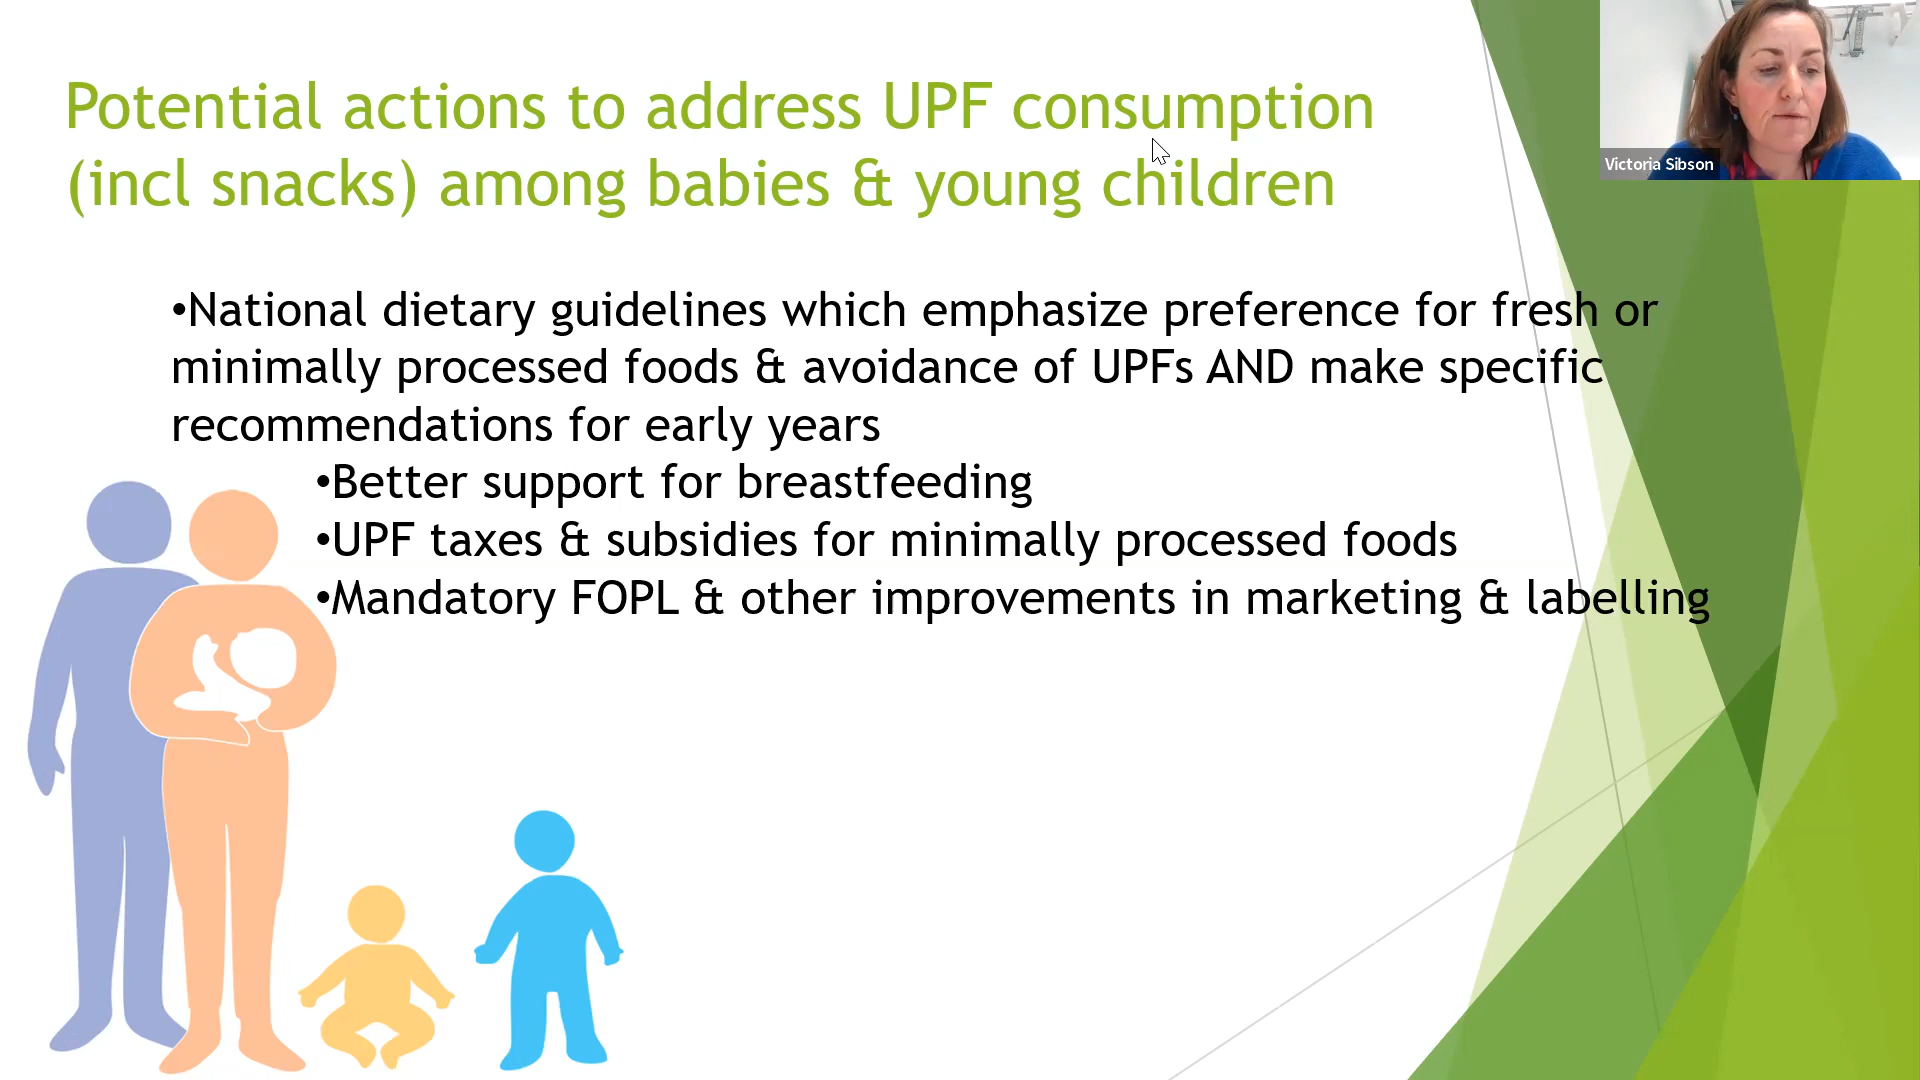 Potential actions to address UPF consumption
(incl snacks) among babies & young children
Victoria Sibson
•National dietary guidelines which emphasize preference for fresh or
minimally processed foods & avoidance of UPFs AND make specific
recommendations for early years
•Better support for breastfeeding
•UPF taxes & subsidies for minimally processed foods
•Mandatory FOPL & other improvements in marketing & labelling